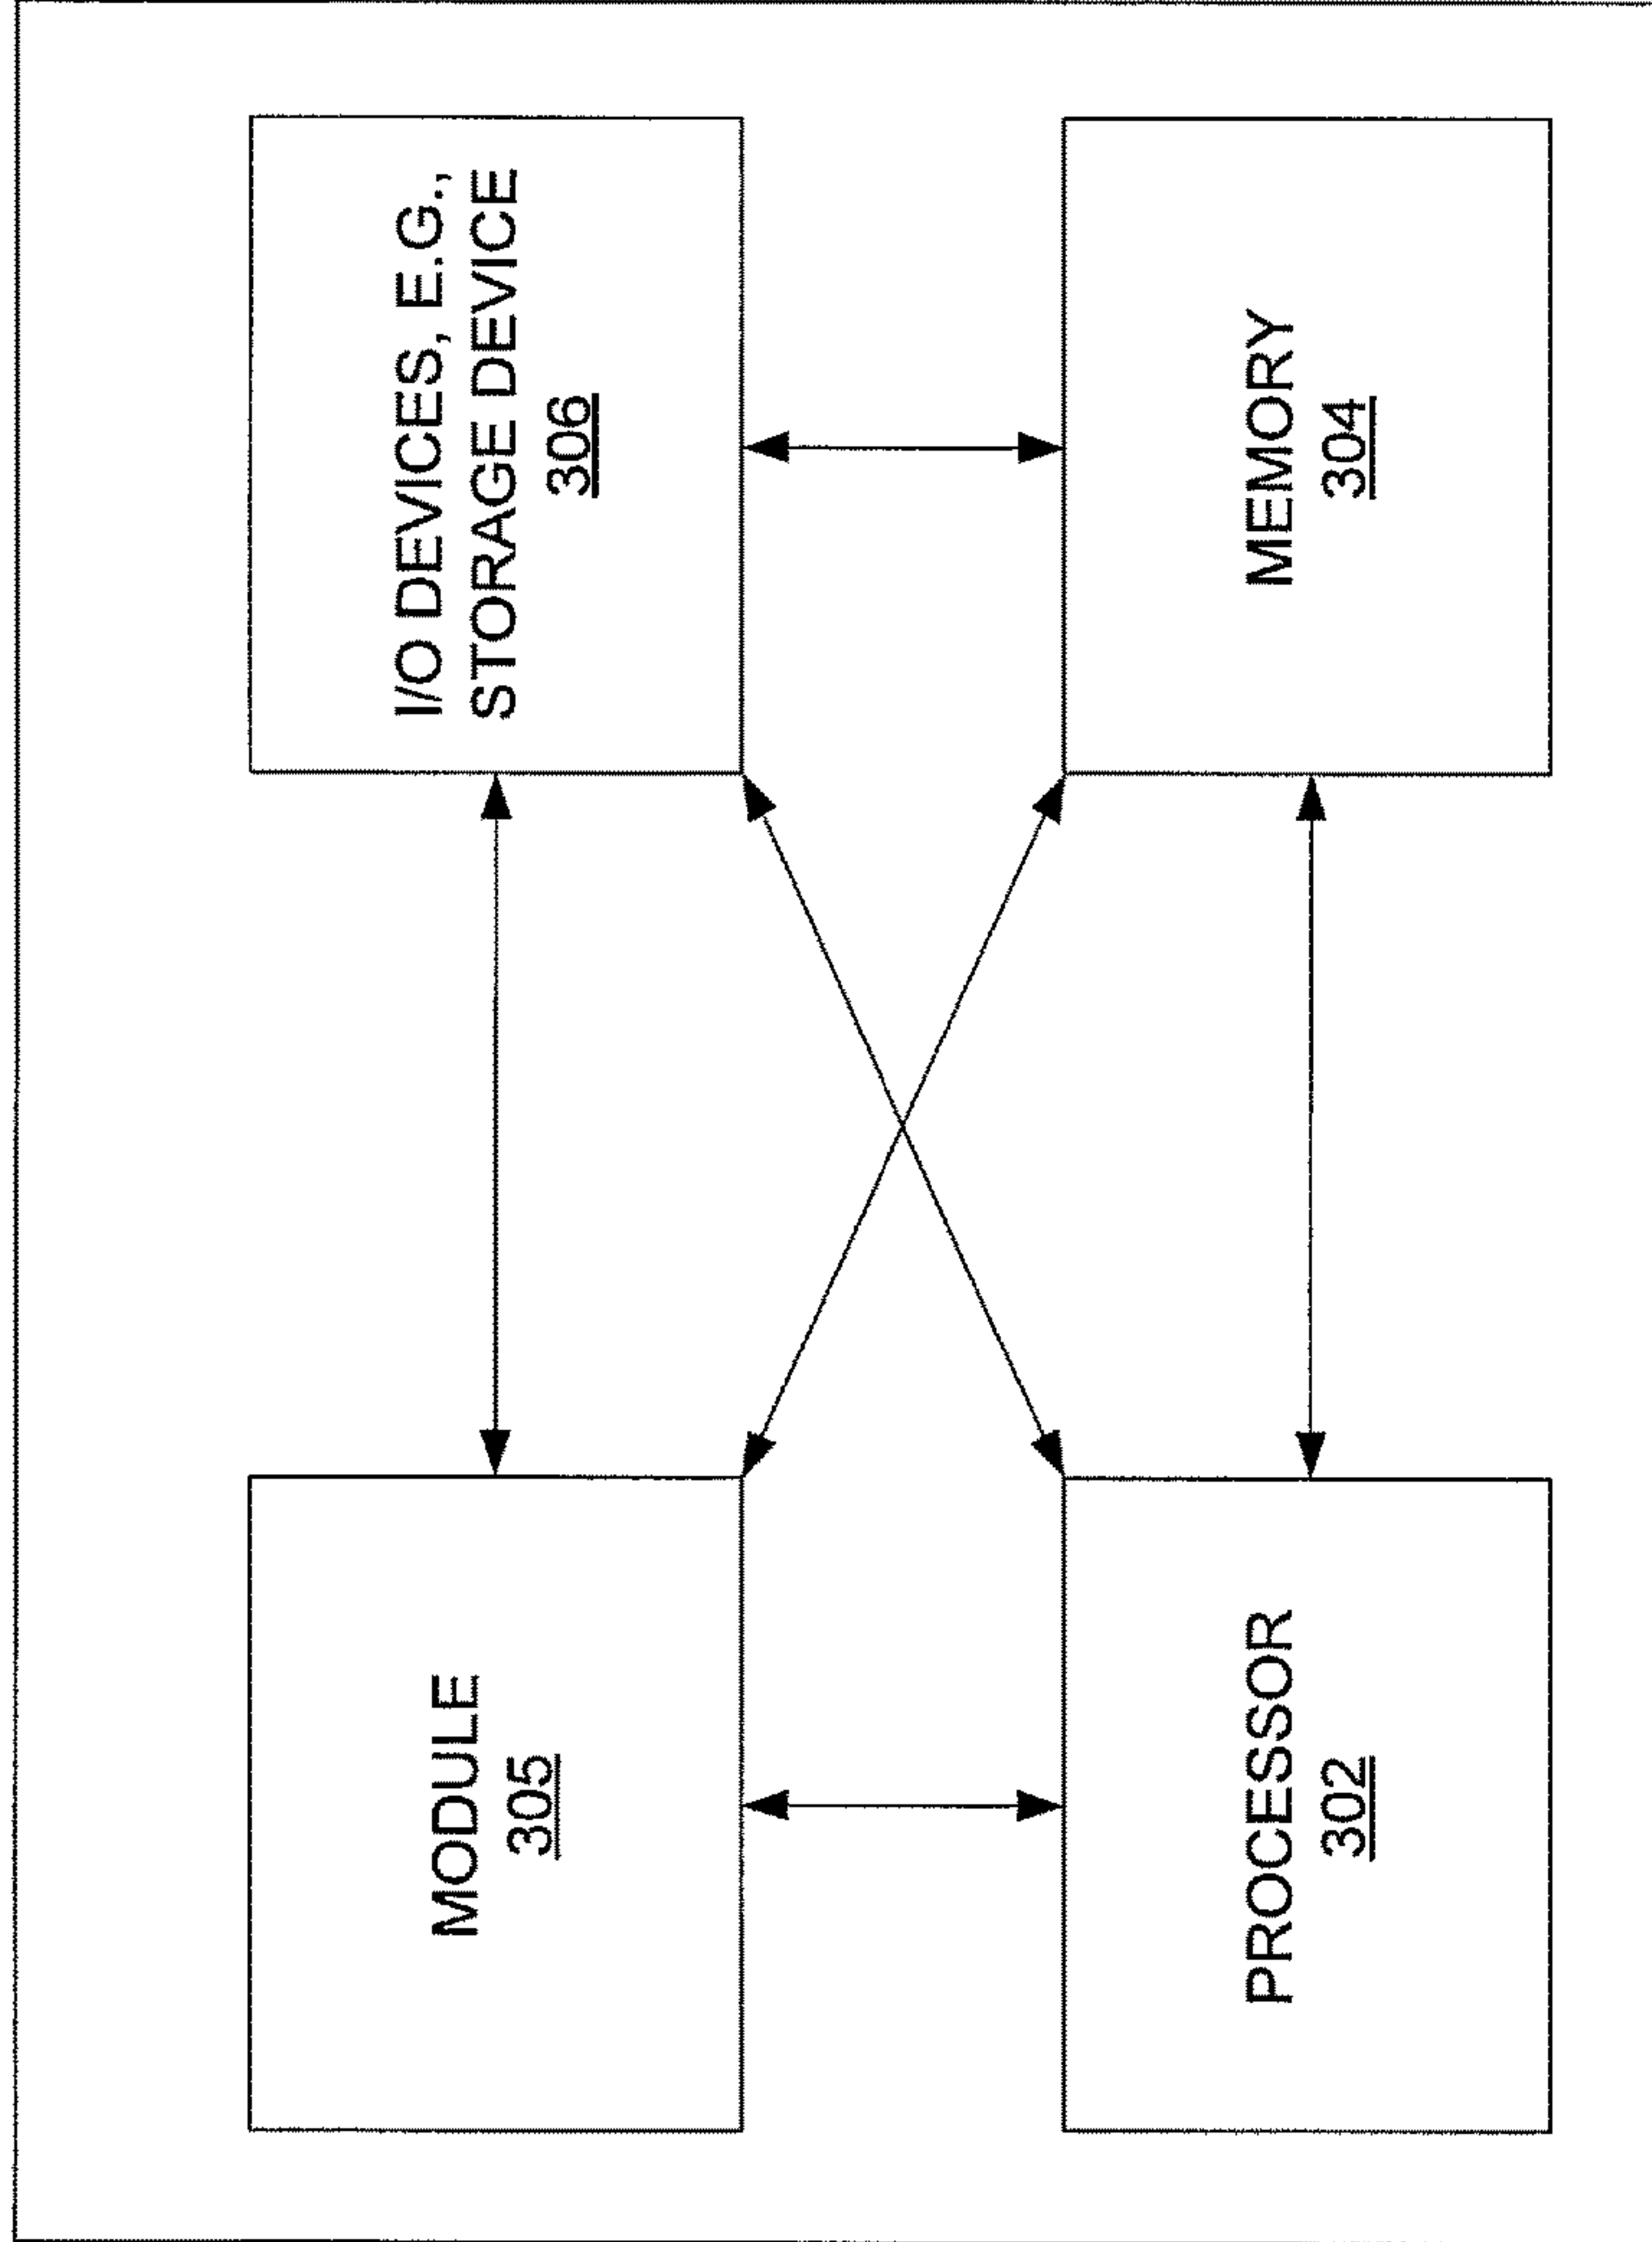 MODULE
305
I/O DEVICES, E.G.,
STORAGE DEVICE
306
PROCESSOR
302
MEMORY
304